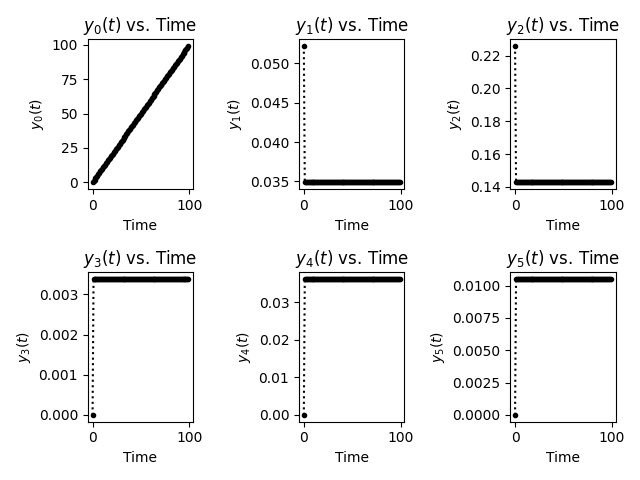 y₀(t) vs. Time
y₁(t) vs. Time
y₂(t) vs. Time
100
75
50
25
0
y₀(t)
0 100
Time
0.050
0.045
0.040
0.035
y₁(t)
0 100
Time
0.22
0.20
0.18
0.16
0.14
y₂(t)
0 100
Time
y₃(t) vs. Time
y₄(t) vs. Time
y₅(t) vs. Time
0.003
0.002
0.001
0.000
y₃(t)
0 100
Time
0.03
0.02
0.01
0.00
y₄(t)
0 100
Time
0.0100
0.0075
0.0050
0.0025
0.0000
y₅(t)
0 100
Time